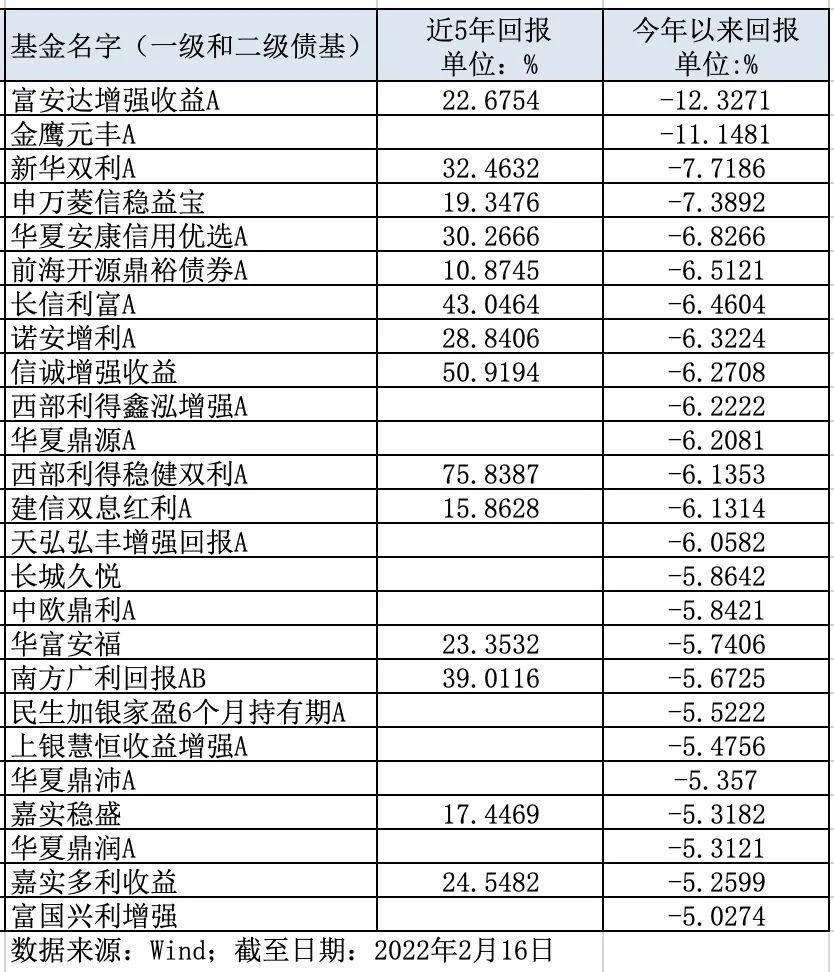 基金名字（一级和二级债基） 近5年回报 单位：% 今年以来回报 单位:%
富安达增强收益A 22.6754 -12.3271
金鹰元丰A -11.1481
新华双利A 32.4632 -7.7186
申万菱信稳益宝 19.3476 -7.3892
华夏安康信用优选A 30.2666 -6.8266
前海开源鼎裕债券A 10.8745 -6.5121
长信利富A 43.0464 -6.4604
诺安增利A 28.8406 -6.3224
信诚增强收益 50.9194 -6.2708
西部利得鑫泓增强A -6.2222
华夏鼎源A -6.2081
西部利得稳健双利A 75.8387 -6.1353
建信双息红利A 15.8628 -6.1314
天弘弘丰增强回报A -6.0582
长城久悦 -5.8642
中欧鼎利A -5.8421
华富安福 23.3532 -5.7406
南方广利回报AB 39.0116 -5.6725
民生加银家盈6个月持有期A -5.5222
上银慧恒收益增强A -5.4756
华夏鼎沛A -5.357
嘉实稳盛 17.4469 -5.3182
华夏鼎润A -5.3121
嘉实多利收益 24.5482 -5.2599
富国兴利增强 -5.0274
数据来源：Wind；截至日期：2022年2月16日